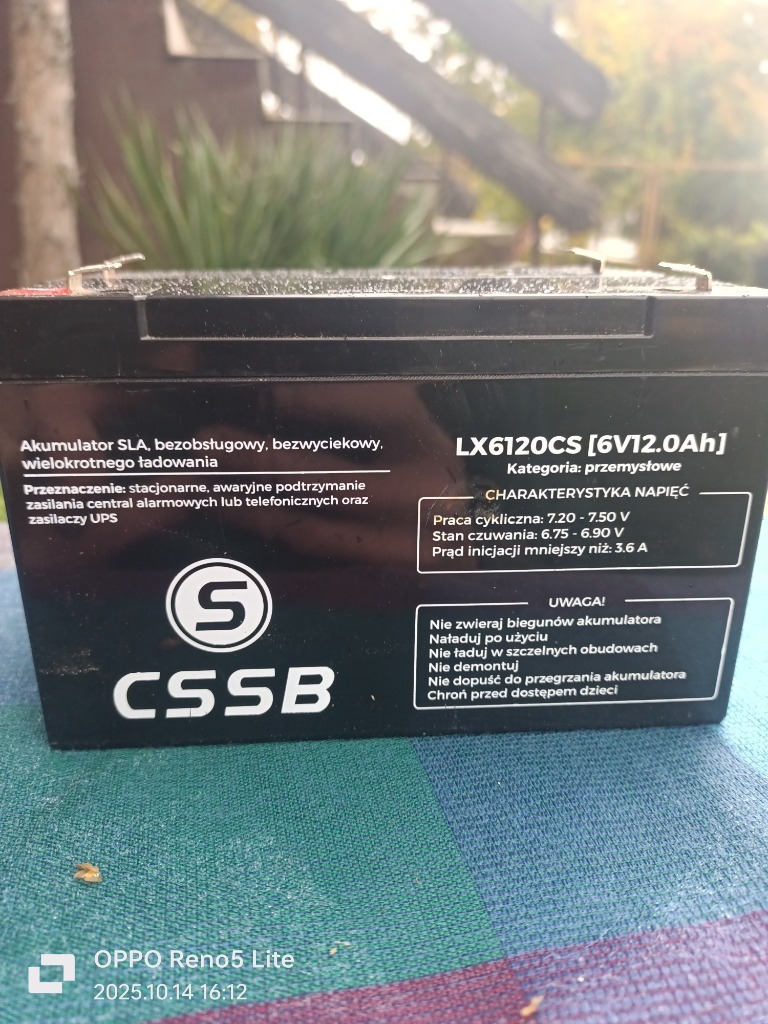 Akumulator SLA, bezobsługowy, bezwyciekowy,
wielokrotnego ładowania
Przeznaczenie: stacjonarne, awaryjne podtrzymanie
zasilania central alarmowych lub telefonicznych oraz
zasilaczy UPS
S
CSSB
LX6120CS [6V12.0Ah]
Kategoria: przemysłowe
CHARAKTERYSTYKA NAPIĘĆ
Praca cykliczna: 7.20 - 7.50 V
Stan czuwania: 6.75 - 6.90 V
Prąd inicjacji mniejszy niż: 3.6 A
UWAGA!
Nie zwieraj biegunów akumulatora
Naładuj po użyciu
Nie ładuj w szczelnych obudowach
Nie demontuj
Nie dopuść do przegrzania akumulatora
Chroń przed dostępem dzieci
OPPO Reno5 Lite
2025.10.14 16:12